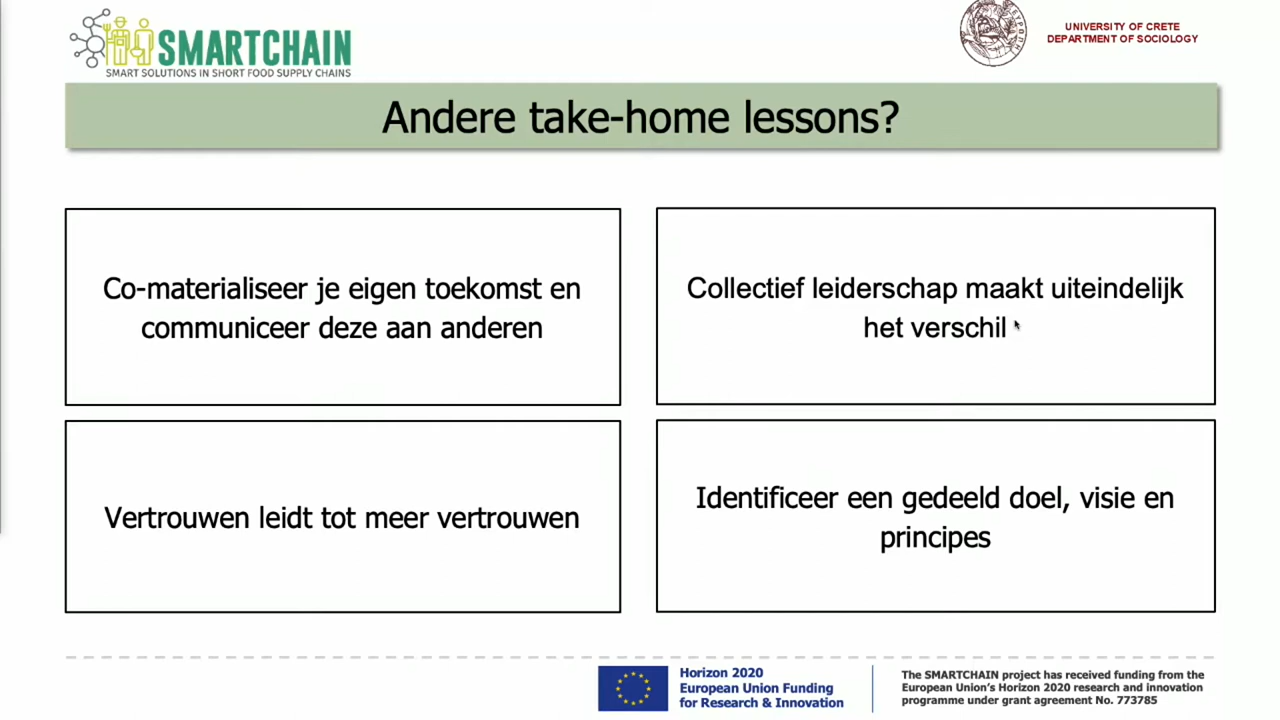 SMARTCHAIN
SMART SOLUTIONS IN SHORT FOOD SUPPLY CHAINS
UNIVERSITY OF CRETE
DEPARTMENT OF SOCIOLOGY
Andere take-home lessons?
Co-materialiseer je eigen toekomst en
communiceer deze aan anderen
Collectief leiderschap maakt uiteindelijk
het verschil
Vertrouwen leidt tot meer vertrouwen
Identificeer een gedeeld doel, visie en
principes
Horizon 2020
European Union Funding
for Research & Innovation
The SMARTCHAIN project has received funding from the
European Union's Horizon 2020 research and innovation
programme under grant agreement No. 773785